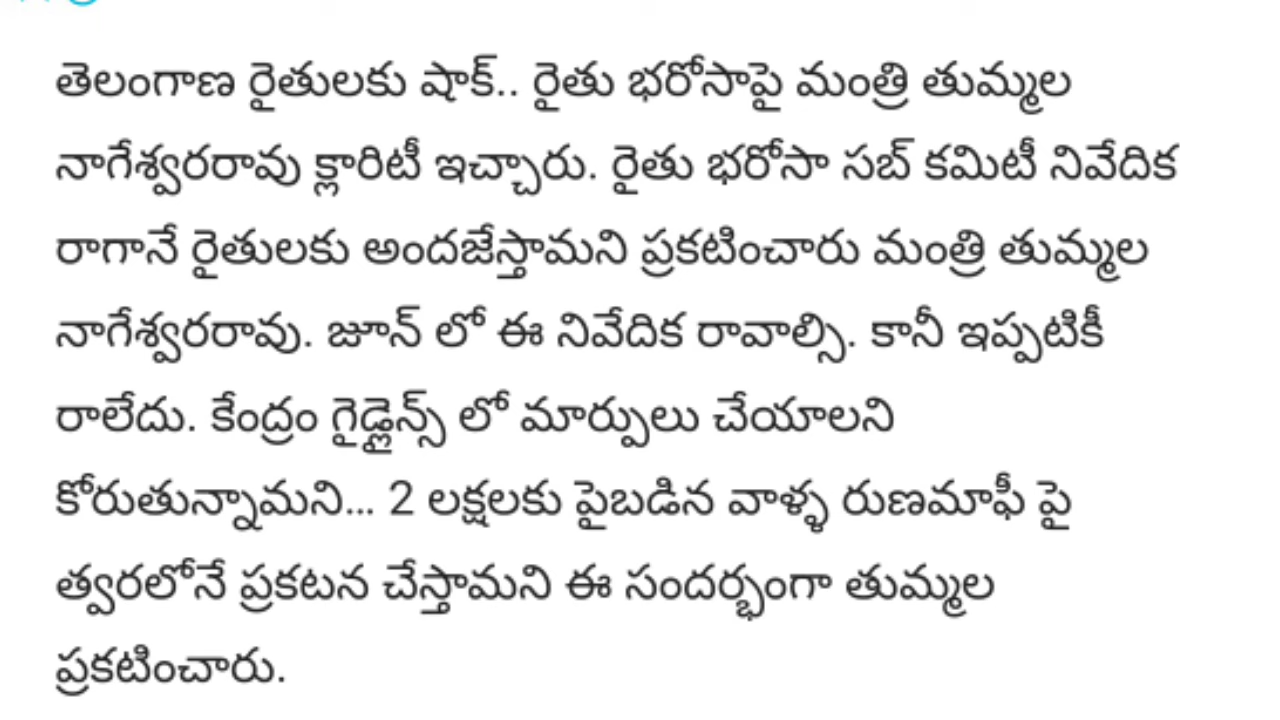 తెలంగాణ రైతులకు షాక్.. రైతు భరోసాపై మంత్రి తుమ్మల
నాగేశ్వరరావు క్లారిటీ ఇచ్చారు. రైతు భరోసా సబ్ కమిటీ నివేదిక
రాగానే రైతులకు అందజేస్తామని ప్రకటించారు మంత్రి తుమ్మల
నాగేశ్వరరావు. జూన్ లో ఈ నివేదిక రావాల్సి. కానీ ఇప్పటికీ
రాలేదు. కేంద్రం గైడ్లైన్స్ లో మార్పులు చేయాలని
కోరుతున్నామని... 2 లక్షలకు పైబడిన వాళ్ళ రుణమాఫీ పై
త్వరలోనే ప్రకటన చేస్తామని ఈ సందర్భంగా తుమ్మల
ప్రకటించారు.